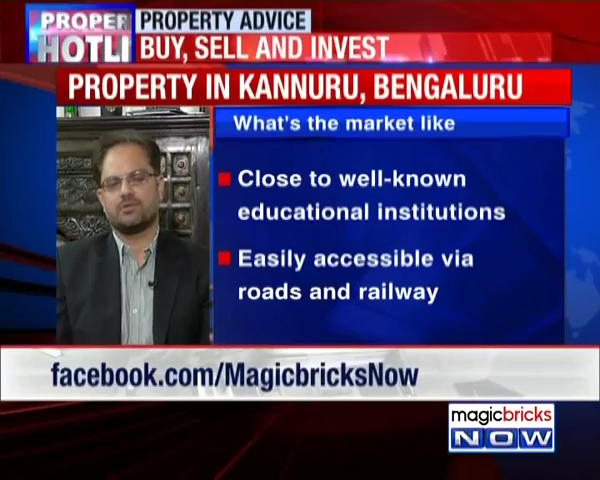 PROPER
HOTLI
PROPERTY ADVICE
BUY, SELL AND INVEST
PROPERTY IN KANNURU, BENGALURU
What's the market like
Close to well-known
educational institutions
Easily accessible via
roads and railway
facebook.com/MagicbricksNow
magicbricks
NOW